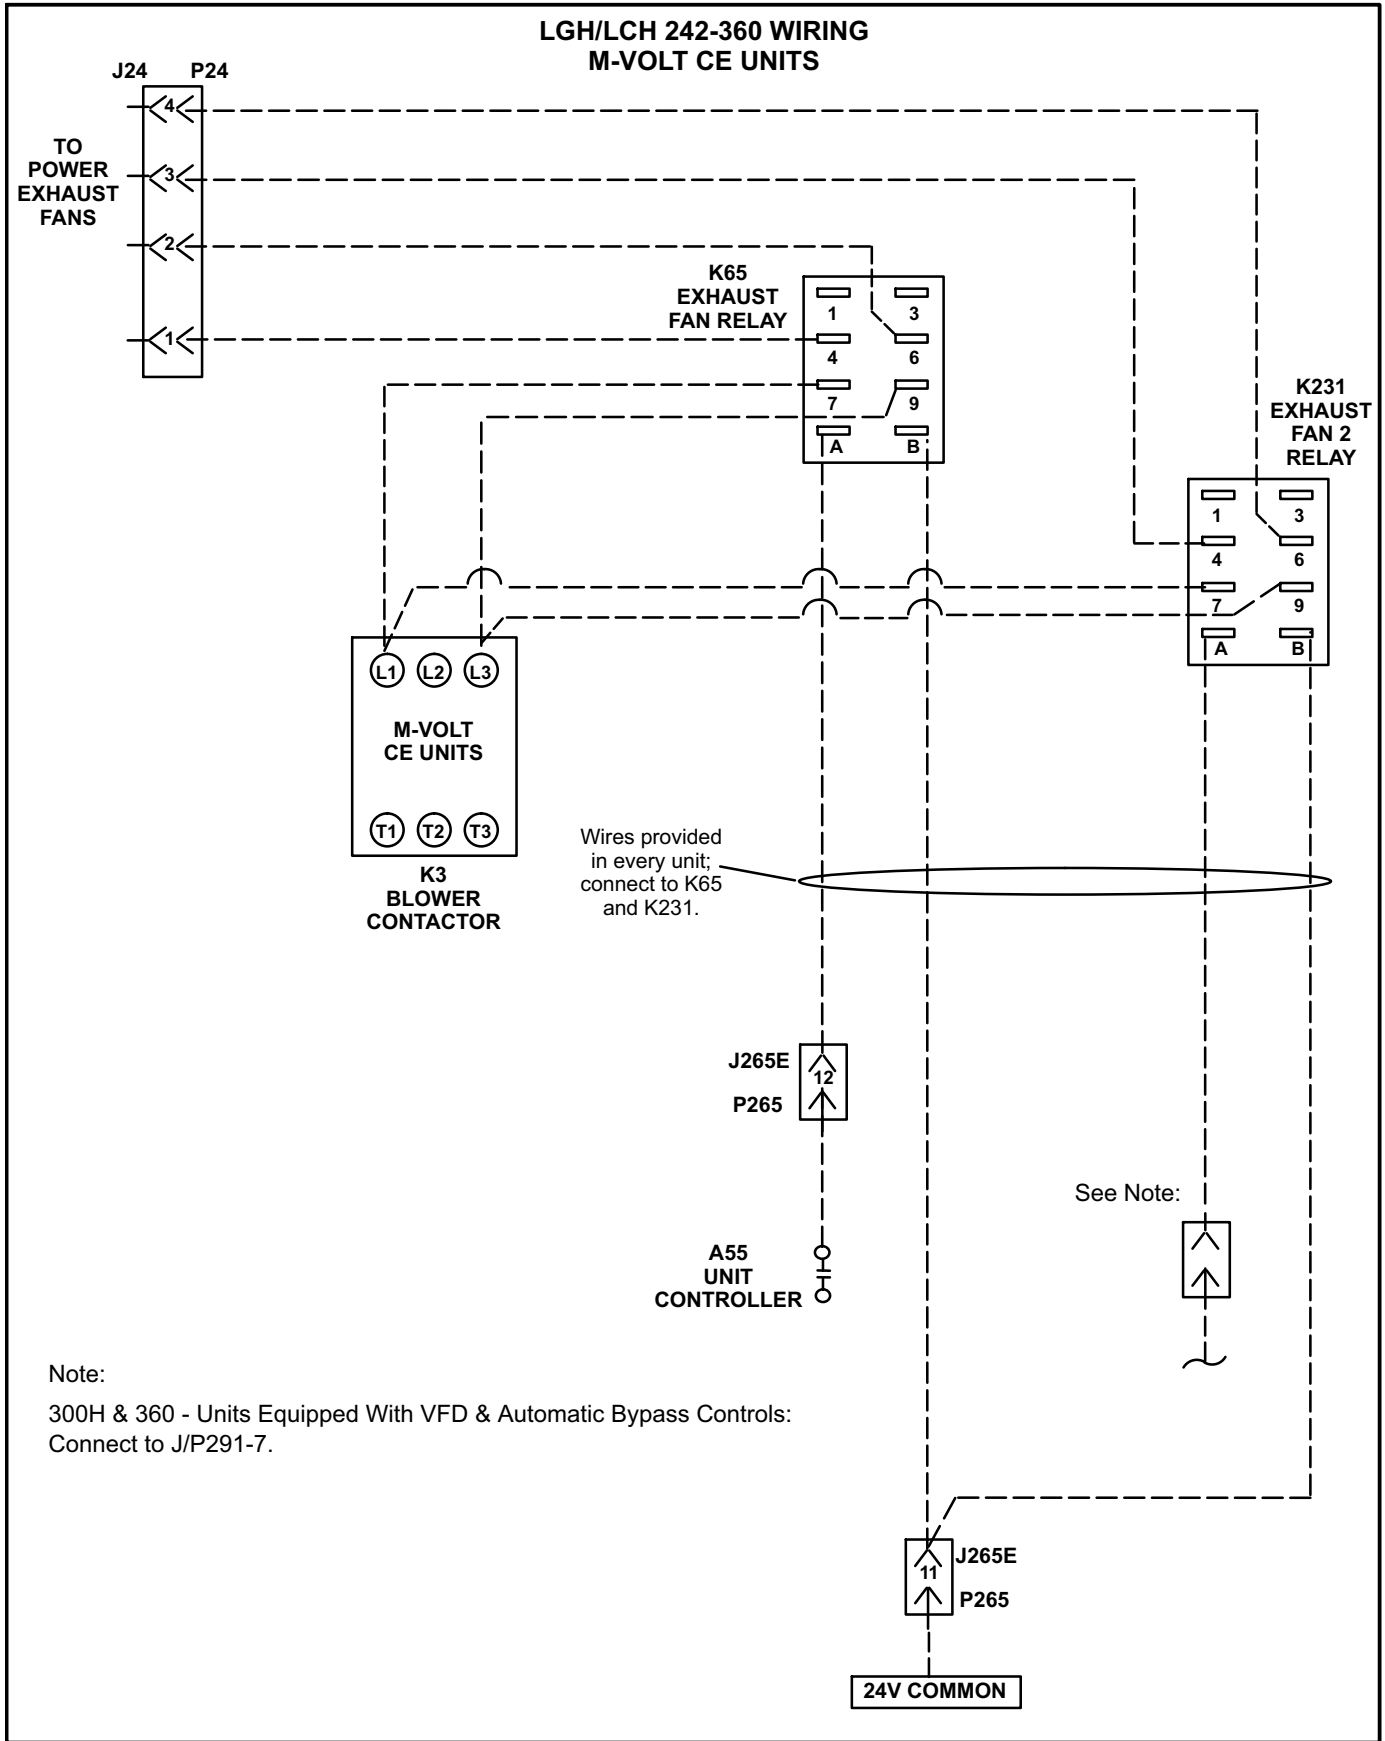 LGH/LCH 242-360 WIRING
M-VOLT CE UNITS
J24 P24
4
TO
POWER
EXHAUST
FANS
3
2
1
K65
EXHAUST
FAN RELAY
1 3
4 6
7 9
A B
K231
EXHAUST
FAN 2
RELAY
1 3
4 6
7 9
A B
L1 L2 L3
M-VOLT
CE UNITS
T1 T2 T3
K3
BLOWER
CONTACTOR
Wires provided
in every unit;
connect to K65
and K231.
J265E
12
P265
See Note:
A55
UNIT
CONTROLLER
Note:
300H & 360 - Units Equipped With VFD & Automatic Bypass Controls:
Connect to J/P291-7.
J265E
11
P265
24V COMMON